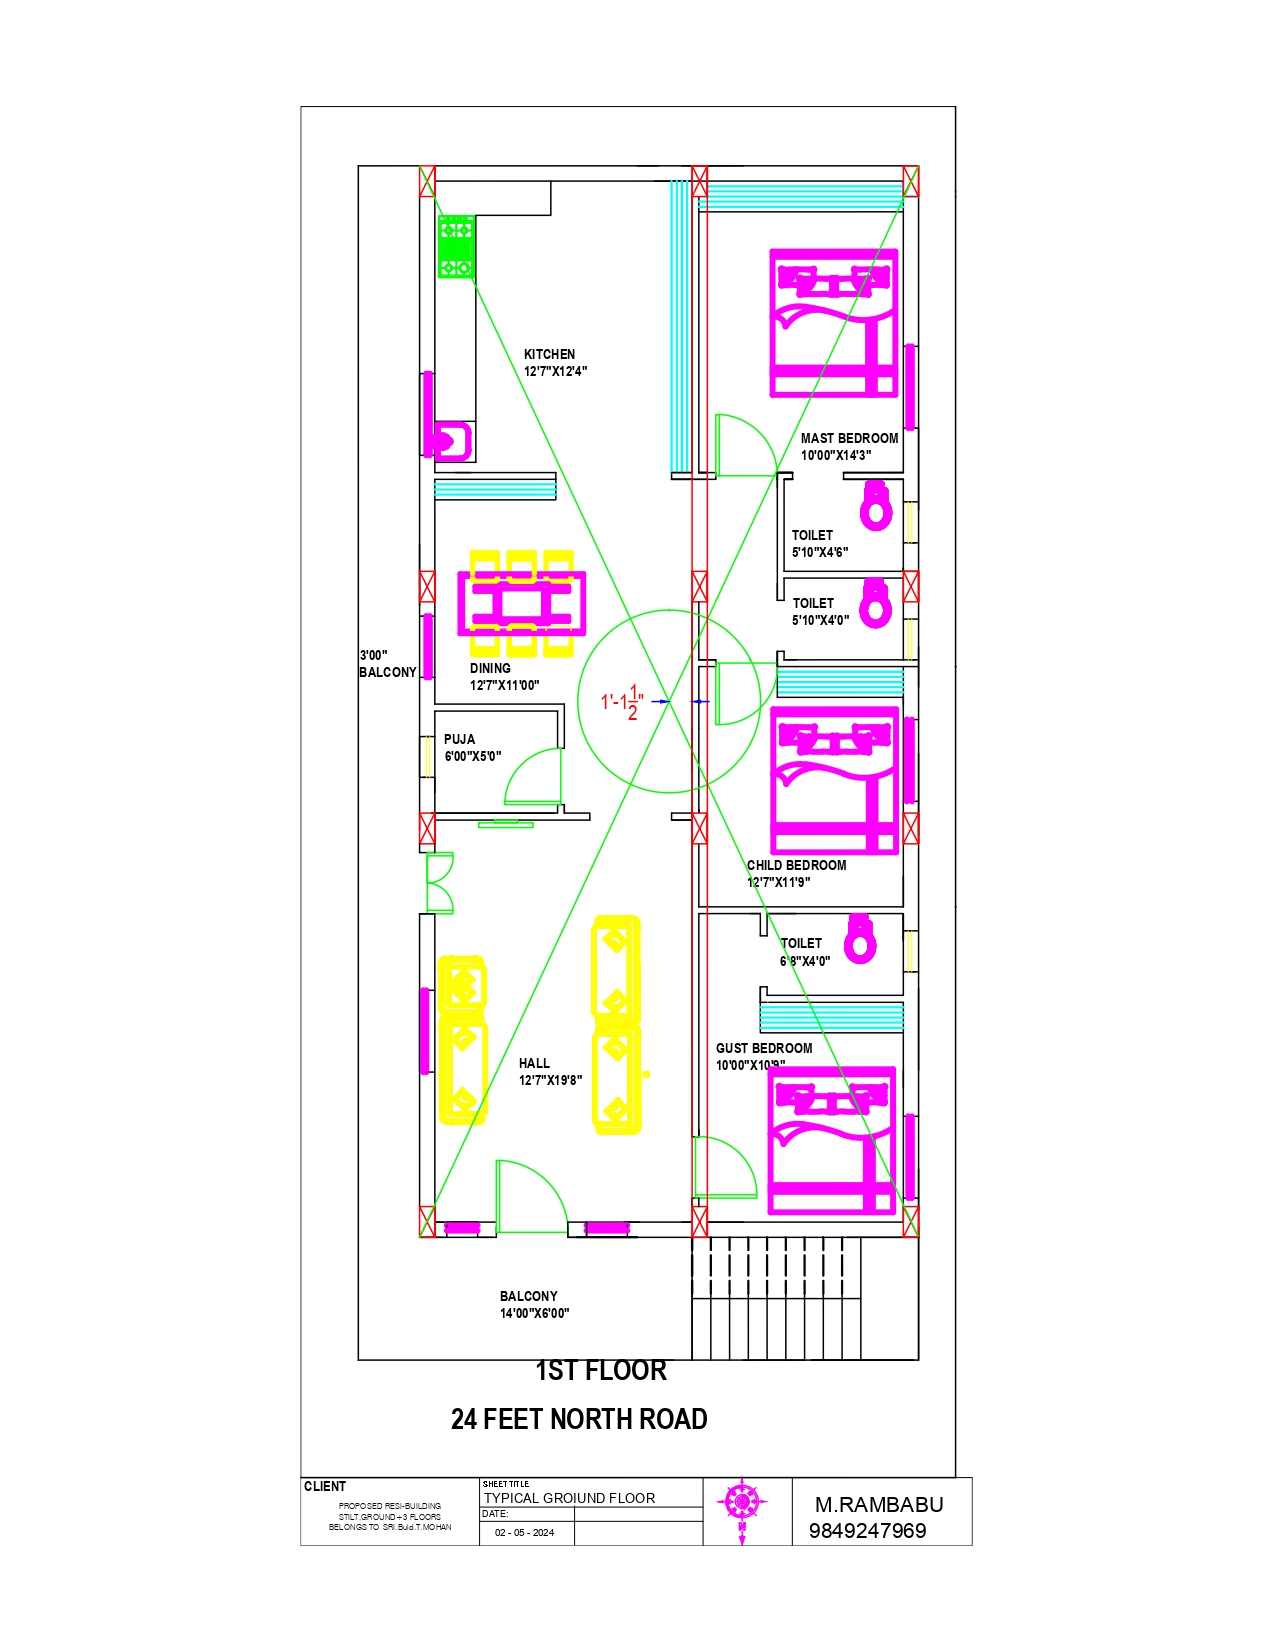 KITCHEN
12'7"X12'4"
MAST BEDROOM
10'00"X14'3"
TOILET
5'10"X4'6"
TOILET
5'10"X4'0"
3'00"
BALCONY
DINING
12'7"X11'00"
1'-1 1/2"
PUJA
6'00"X5'0"
CHILD BEDROOM
12'7"X11'9"
TOILET
6'8"X4'0"
GUST BEDROOM
10'00"X10'9"
HALL
12'7"X19'8"
BALCONY
14'00"X6'00"
1ST FLOOR
24 FEET NORTH ROAD
CLIENT
PROPOSED RESI-BUILDING
STILT,GROUND+3 FLOORS
BELONGS TO SRI.Buld.T.MOHAN
SHEET TITLE
TYPICAL GROIUND FLOOR
DATE:
02 - 05 - 2024
N
M.RAMBABU
9849247969